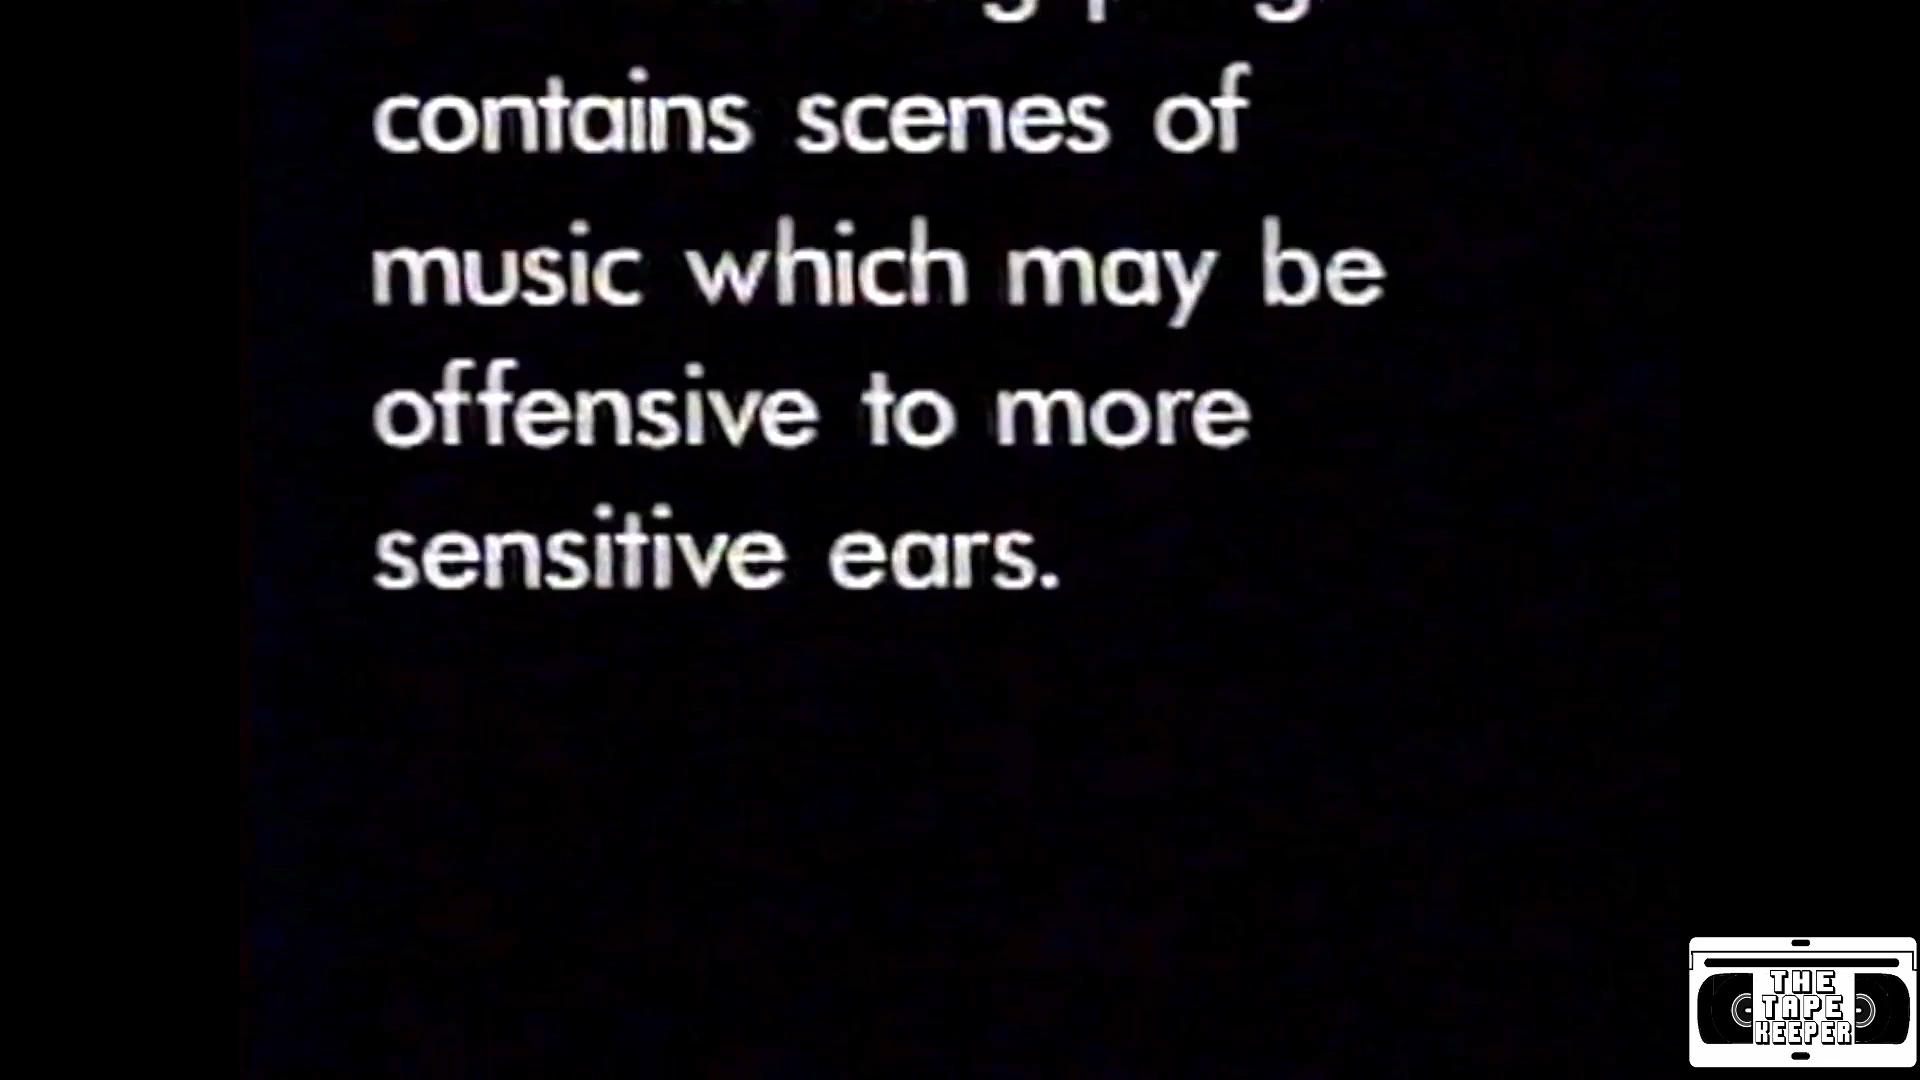 contains scenes of
music which may be
offensive to more
sensitive ears.
THE
TAPE
KEEPER